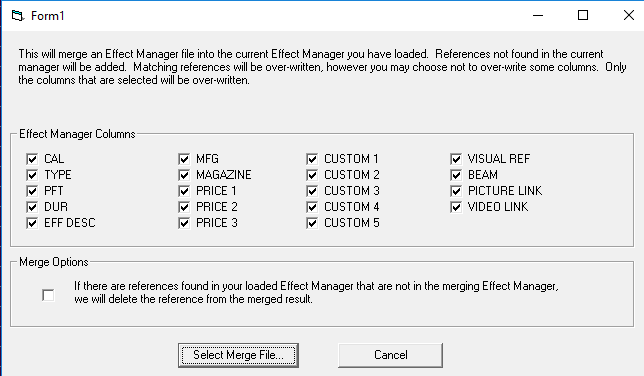 Form1
This will merge an Effect Manager file into the current Effect Manager you have loaded.  References not found in the current
manager will be added.  Matching references will be over-written, however you may choose not to over-write some columns.  Only
the columns that are selected will be over-written.
Effect Manager Columns
CAL MFG CUSTOM 1 VISUAL REF
TYPE MAGAZINE CUSTOM 2 BEAM
PFT PRICE 1 CUSTOM 3 PICTURE LINK
DUR PRICE 2 CUSTOM 4 VIDEO LINK
EFF DESC PRICE 3 CUSTOM 5
Merge Options
If there are references found in your loaded Effect Manager that are not in the merging Effect Manager,
we will delete the reference from the merged result.
Select Merge File... Cancel